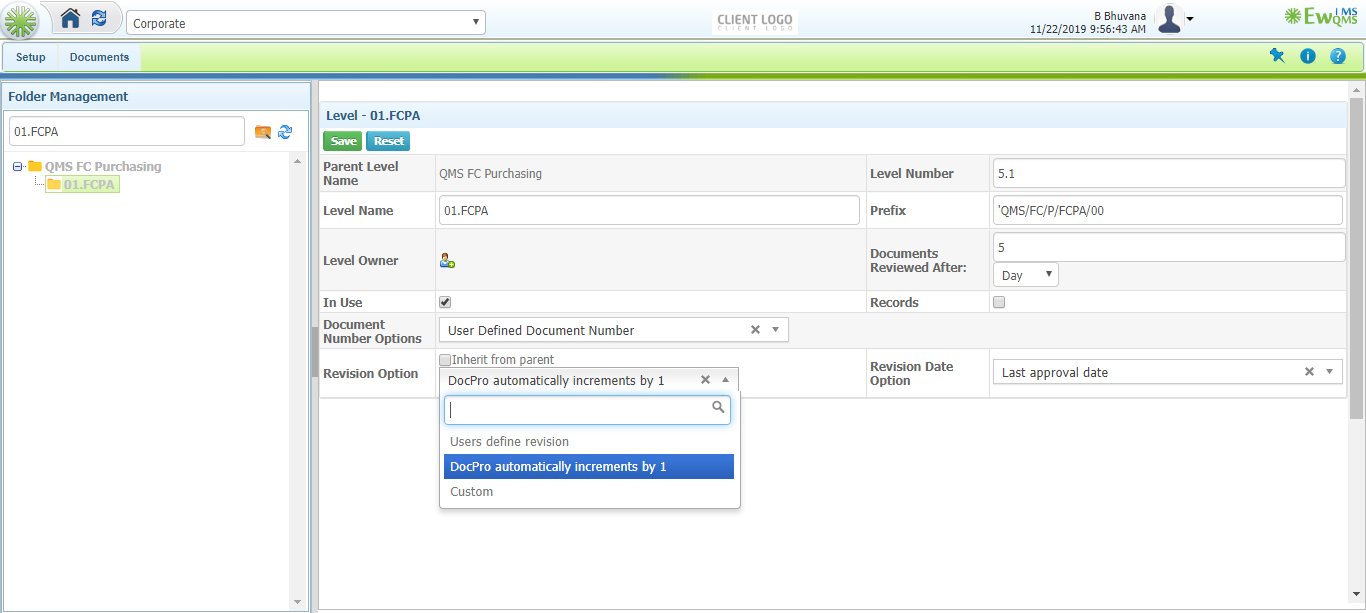 Corporate
CLIENT LOGO
CLIENT LOGO
B Bhuvana
11/22/2019 9:56:43 AM
EwQMS
iMS
Setup
Documents
Folder Management
01.FCPA
QMS FC Purchasing
01.FCPA
Level - 01.FCPA
Save
Reset
Parent Level Name
QMS FC Purchasing
Level Number
5.1
Level Name
01.FCPA
Prefix
'QMS/FC/P/FCPA/00
Level Owner
Documents Reviewed After:
5
Day
In Use
Records
Document Number Options
User Defined Document Number
Revision Option
Inherit from parent
DocPro automatically increments by 1
Revision Date Option
Last approval date
Users define revision
DocPro automatically increments by 1
Custom